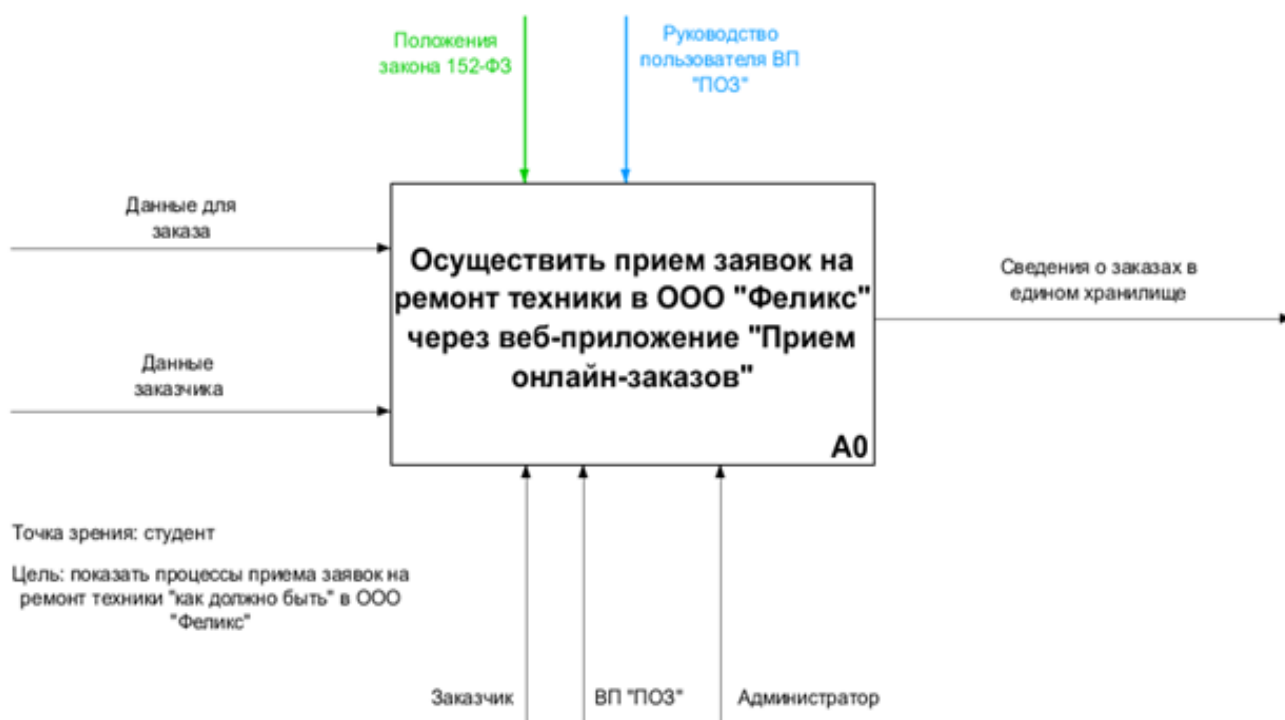 Положения
закона 152-ФЗ
Руководство
пользователя ВП
"ПОЗ"
Данные для
заказа
Данные
заказчика
Осуществить прием заявок на
ремонт техники в ООО "Феликс"
через веб-приложение "Прием
онлайн-заказов"
A0
Сведения о заказах в
едином хранилище
Точка зрения: студент
Цель: показать процессы приема заявок на
ремонт техники "как должно быть" в ООО
"Феликс"
Заказчик
ВП "ПОЗ"
Администратор